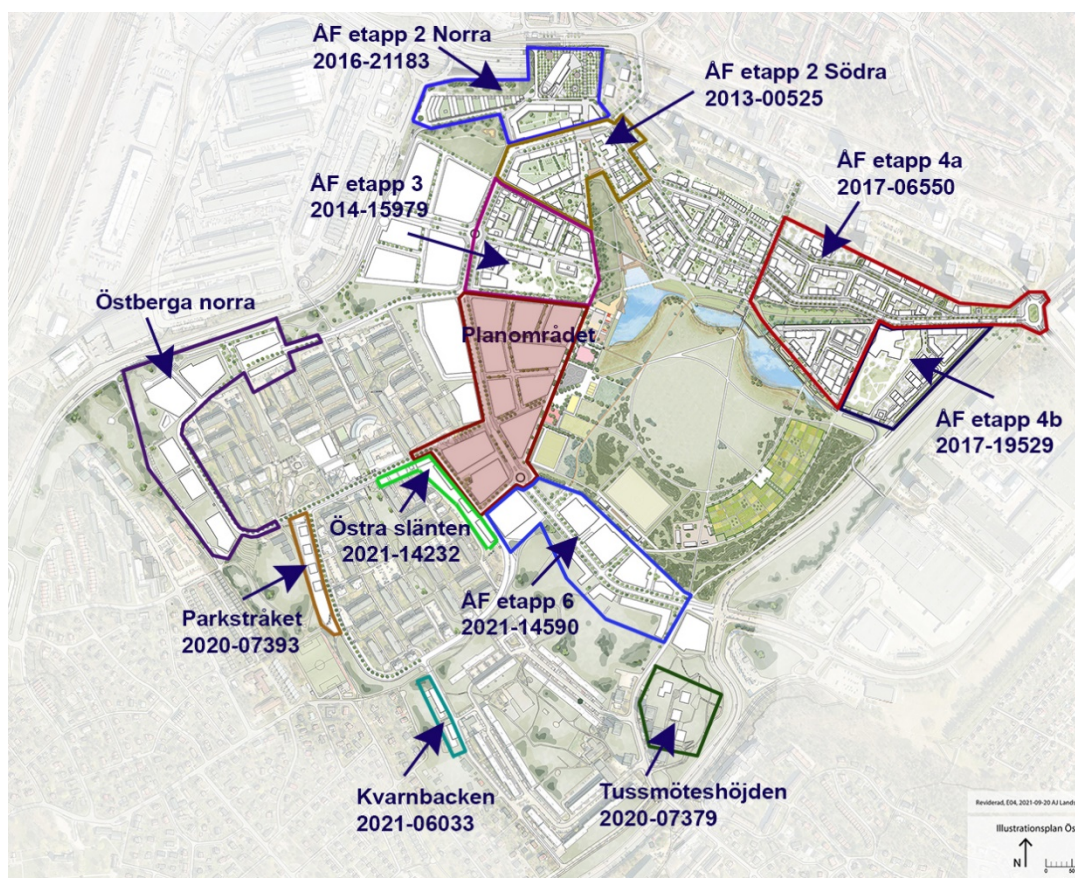 ÅF etapp 2 Norra
2016-21183
ÅF etapp 2 Södra
2013-00525
ÅF etapp 4a
2017-06550
ÅF etapp 3
2014-15979
Östberga norra
Planområdet
ÅF etapp 4b
2017-19529
Östra slänten
2021-14232
ÅF etapp 6
2021-14590
Parkstråket
2020-07393
Kvarnbacken
2021-06033
Tussmöteshöjden
2020-07379
Reviderad, E04, 2021-09-20 AJ Lands
Illustrationsplan Ös
N
0 50